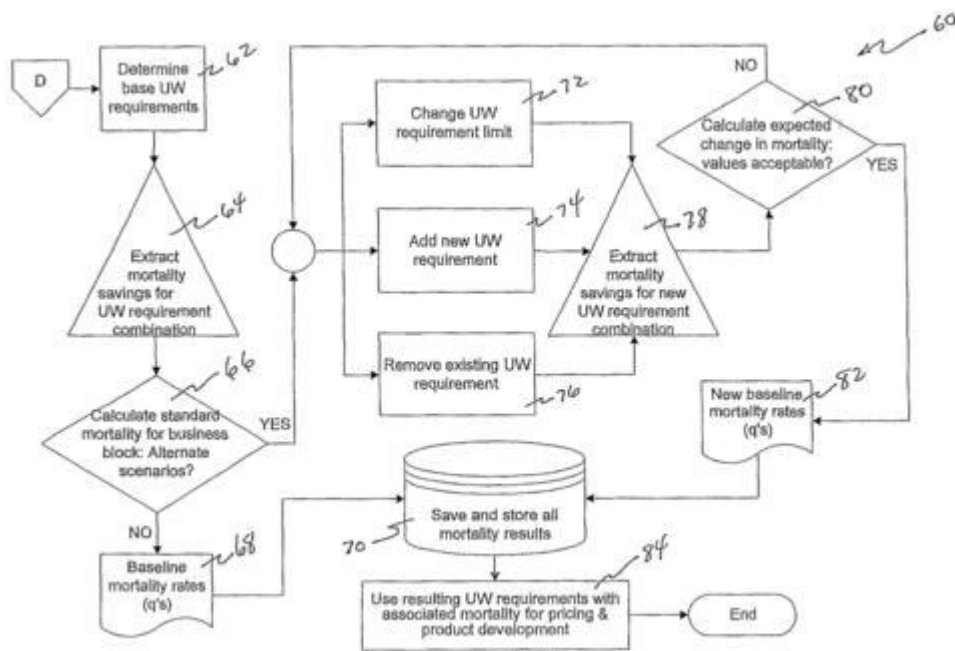 60
D
Determine
base UW
requirements
62
Extract
mortality
savings for
UW requirement
combination
64
Calculate standard
mortality for business
block: Alternate
scenarios?
66
YES
NO
Baseline
mortality rates
(q's)
68
Change UW
requirement limit
72
Add new UW
requirement
74
Remove existing UW
requirement
76
Extract
mortality
savings for new
UW requirement
combination
78
Calculate expected
change in mortality:
values acceptable?
80
NO
YES
New baseline
mortality rates
(q's)
82
Save and store all
mortality results
70
Use resulting UW requirements with
associated mortality for pricing &
product development
84
End